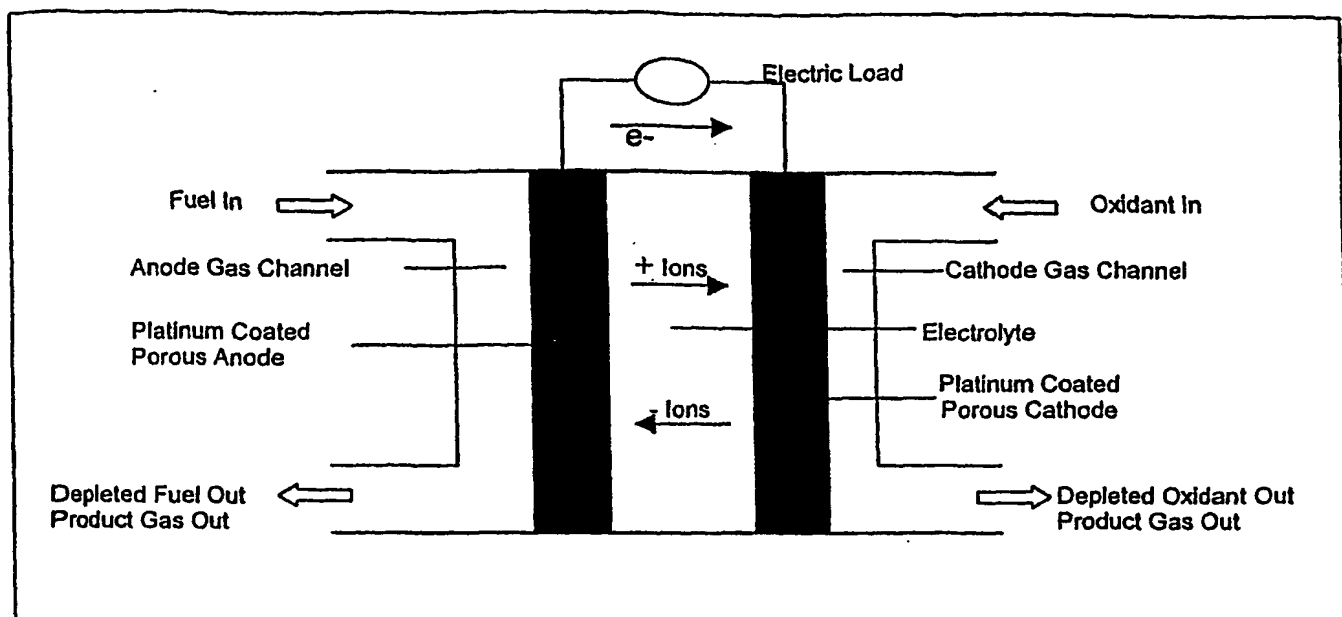 Electric Load
e-
Fuel In
Oxidant In
Anode Gas Channel
+ Ions
Cathode Gas Channel
Platinum Coated
Porous Anode
Electrolyte
Platinum Coated
Porous Cathode
- Ions
Depleted Fuel Out
Product Gas Out
Depleted Oxidant Out
Product Gas Out